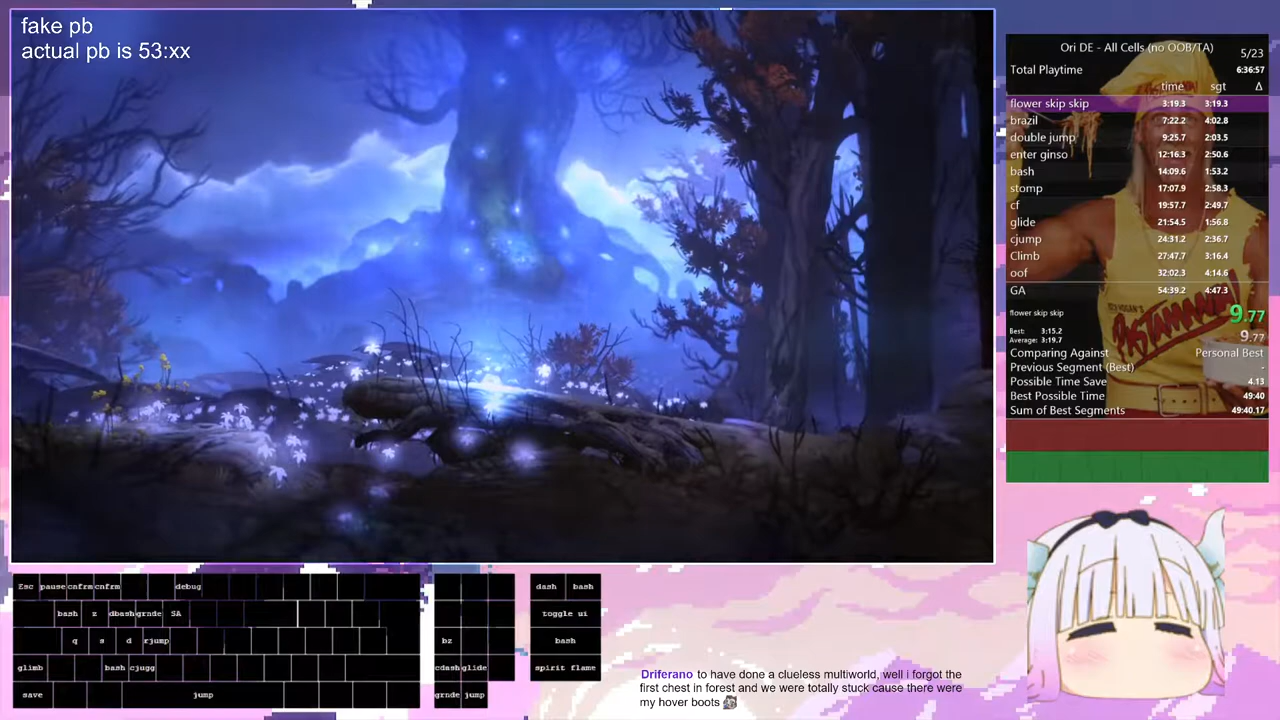 fake pb
actual pb is 53:xx
Ori DE - All Cells (no OOB/TA)
5/23
Total Playtime 6:36:57
time sgt Δ
flower skip skip 3:19.3 3:19.3
brazil 7:22.2 4:02.8
double jump 9:25.7 2:03.5
enter ginso 12:16.3 2:50.6
bash 14:09.6 1:53.2
stomp 17:07.9 2:58.3
cf 19:57.7 2:49.7
glide 21:54.5 1:56.8
cjump 24:31.2 2:36.7
Climb 27:47.7 3:16.4
oof 32:02.3 4:14.6
GA 54:39.2 4:47.3
flower skip skip 9.77
Best: 3:15.2
Average: 3:19.7 9.77
Comparing Against Personal Best
Previous Segment (Best) -
Possible Time Save 4.13
Best Possible Time 49:40
Sum of Best Segments 49:40.17
Esc pause cnfrm cnfrm debug dash bash
bash z dbash grnde SA toggle ui
q s d rjump bz bash
glimb bash cjugg cdash glide spirit flame
save jump grnde jump
Driferano to have done a clueless multiworld, well i forgot the
first chest in forest and we were totally stuck cause there were
my hover boots